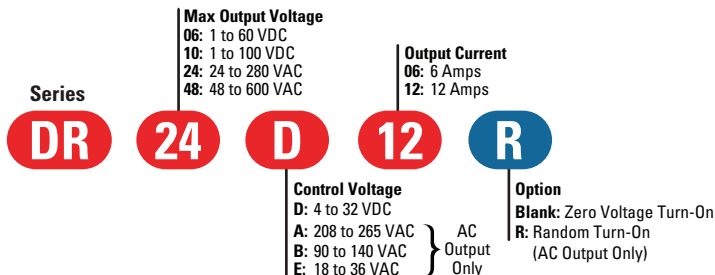 Max Output Voltage
06: 1 to 60 VDC
10: 1 to 100 VDC
24: 24 to 280 VAC
48: 48 to 600 VAC
Output Current
06: 6 Amps
12: 12 Amps
Series
DR 24 D 12 R
Control Voltage
D: 4 to 32 VDC
A: 208 to 265 VAC
B: 90 to 140 VAC
E: 18 to 36 VAC
AC
Output
Only
Option
Blank: Zero Voltage Turn-On
R: Random Turn-On
(AC Output Only)